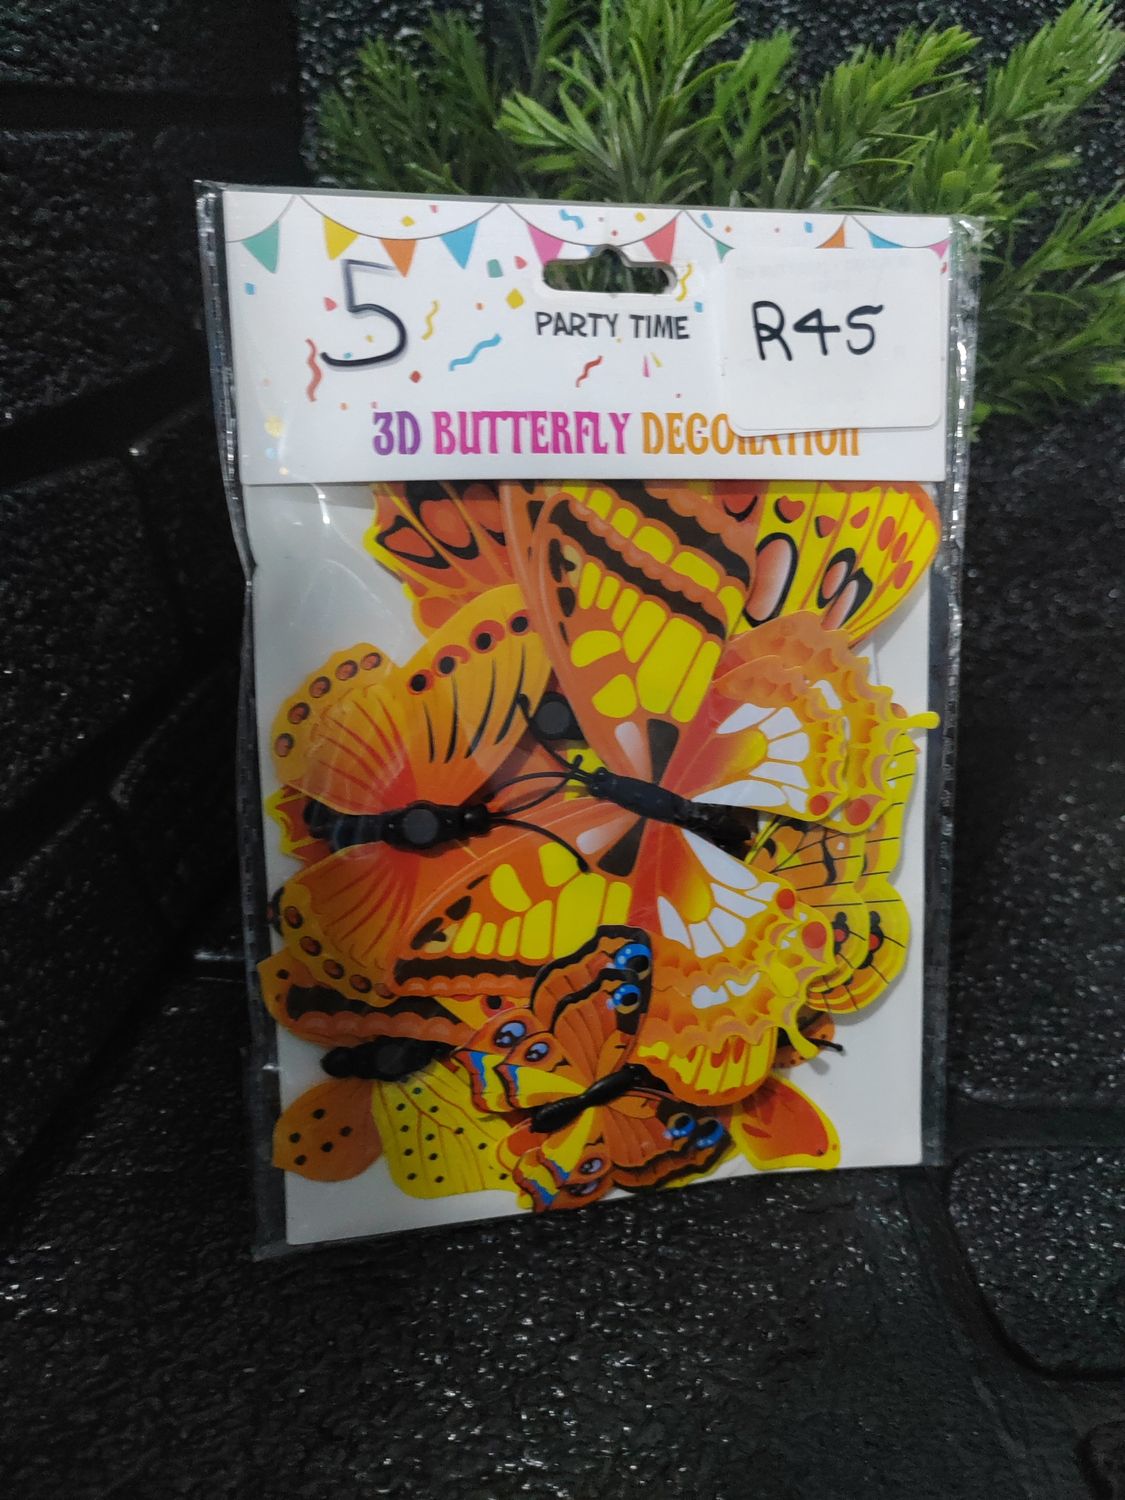 5
PARTY TIME
R45
3D BUTTERFLY DECORATION